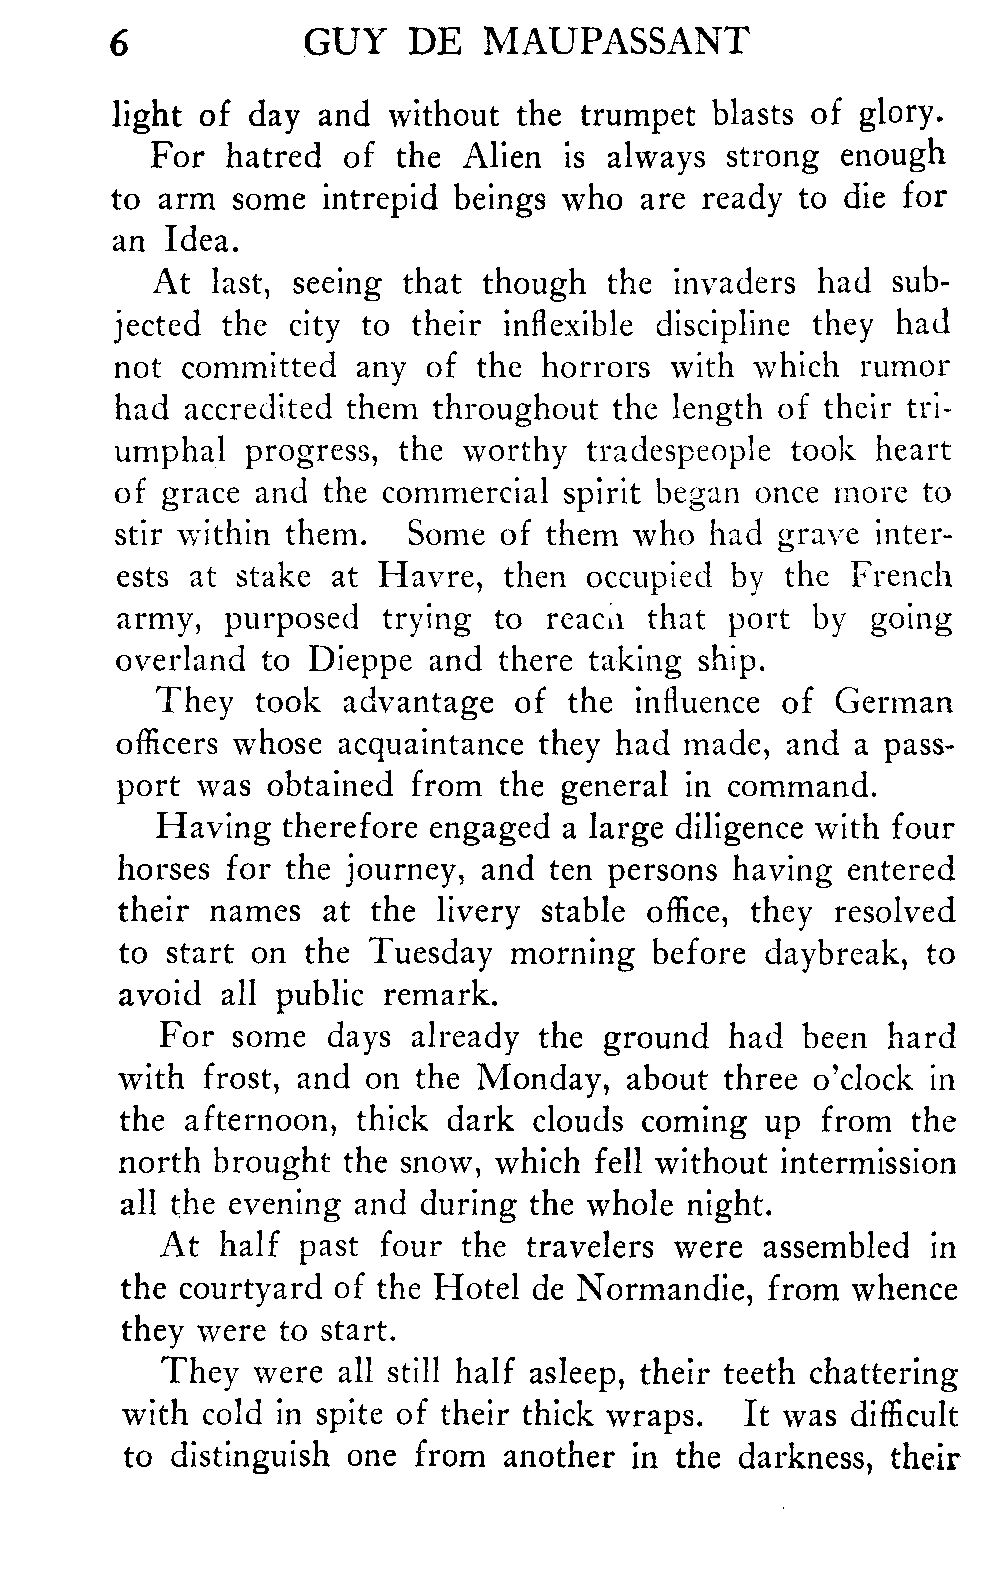 6 GUY DE MAUPASSANT
light of day and without the trumpet blasts of glory.
For hatred of the Alien is always strong enough
to arm some intrepid beings who are ready to die for
an Idea.
At last, seeing that though the invaders had sub-
jected the city to their inflexible discipline they had
not committed any of the horrors with which rumor
had accredited them throughout the length of their tri-
umphal progress, the worthy tradespeople took heart
of grace and the commercial spirit began once more to
stir within them. Some of them who had grave inter-
ests at stake at Havre, then occupied by the French
army, purposed trying to reach that port by going
overland to Dieppe and there taking ship.
They took advantage of the influence of German
officers whose acquaintance they had made, and a pass-
port was obtained from the general in command.
Having therefore engaged a large diligence with four
horses for the journey, and ten persons having entered
their names at the livery stable office, they resolved
to start on the Tuesday morning before daybreak, to
avoid all public remark.
For some days already the ground had been hard
with frost, and on the Monday, about three o'clock in
the afternoon, thick dark clouds coming up from the
north brought the snow, which fell without intermission
all the evening and during the whole night.
At half past four the travelers were assembled in
the courtyard of the Hotel de Normandie, from whence
they were to start.
They were all still half asleep, their teeth chattering
with cold in spite of their thick wraps. It was difficult
to distinguish one from another in the darkness, their